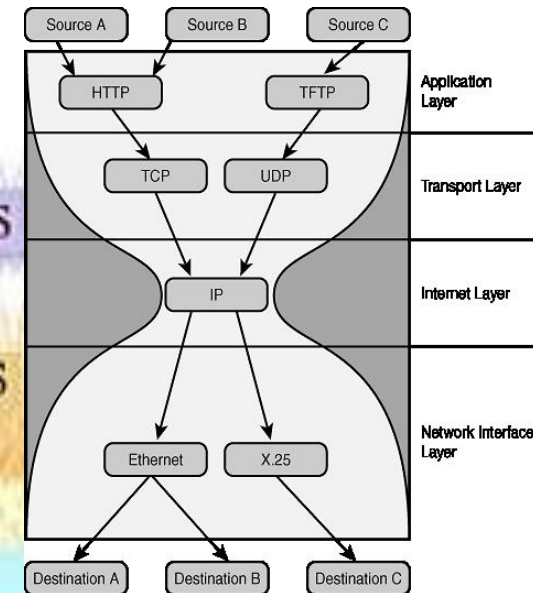 Source A
Source B
Source C
HTTP
TFTP
Application
Layer
TCP
UDP
Transport Layer
S
IP
Internet Layer
S
Network Interface
Layer
Ethernet
X.25
Destination A
Destination B
Destination C